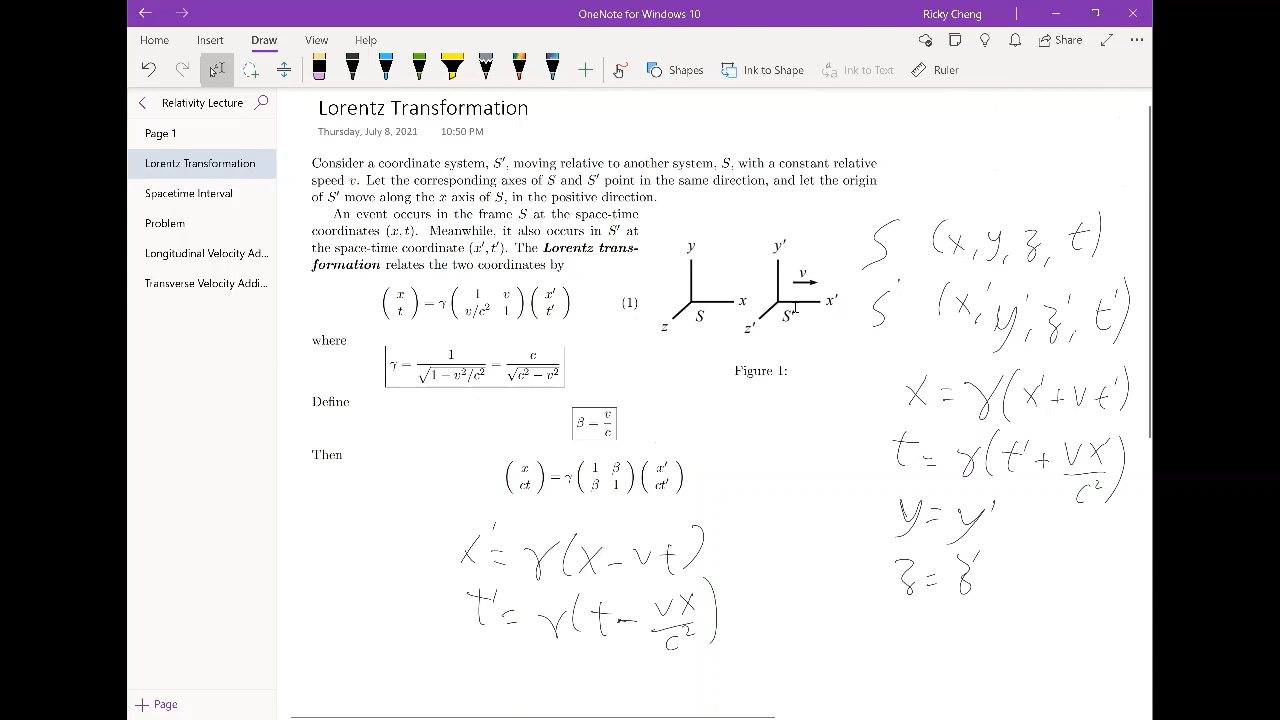 OneNote for Windows 10
Ricky Cheng
Home Insert Draw View Help
Share
Shapes Ink to Shape Ink to Text Ruler
Relativity Lecture
Page 1
Lorentz Transformation
Spacetime Interval
Problem
Longitudinal Velocity Ad...
Transverse Velocity Addi...
Page
Lorentz Transformation
Thursday, July 8, 2021 10:50 PM
Consider a coordinate system, S′, moving relative to another system, S, with a constant relative
speed v. Let the corresponding axes of S and S′ point in the same direction, and let the origin
of S′ move along the x axis of S, in the positive direction.
An event occurs in the frame S at the space-time
coordinates (x, t). Meanwhile, it also occurs in S′ at
the space-time coordinate (x′, t′). The Lorentz trans-
formation relates the two coordinates by
(x t) = γ (1 v v/c² 1) (x′ t′) (1)
where
γ = 1/√(1 − v²/c²) = c/√(c² − v²)
Define
β = v/c
Then
(x ct) = γ (1 β β 1) (x′ ct′)
y x z S
y′ v x′ z′ S′
Figure 1:
x′ = γ(x − vt)
t′ = γ(t − vx/c²)
S (x, y, z, t)
S′ (x′, y′, z′, t′)
x = γ(x′ + vt′)
t = γ(t′ + vx′/c²)
y = y′
z = z′